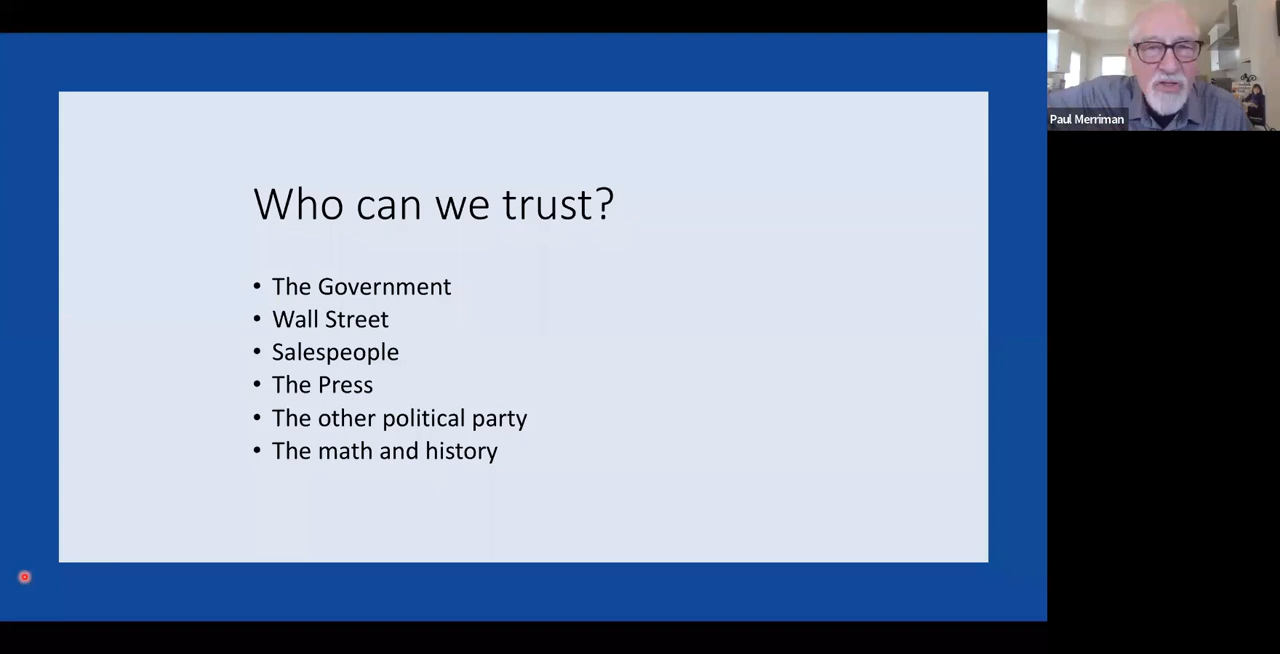 Who can we trust?
• The Government
• Wall Street
• Salespeople
• The Press
• The other political party
• The math and history
Paul Merriman